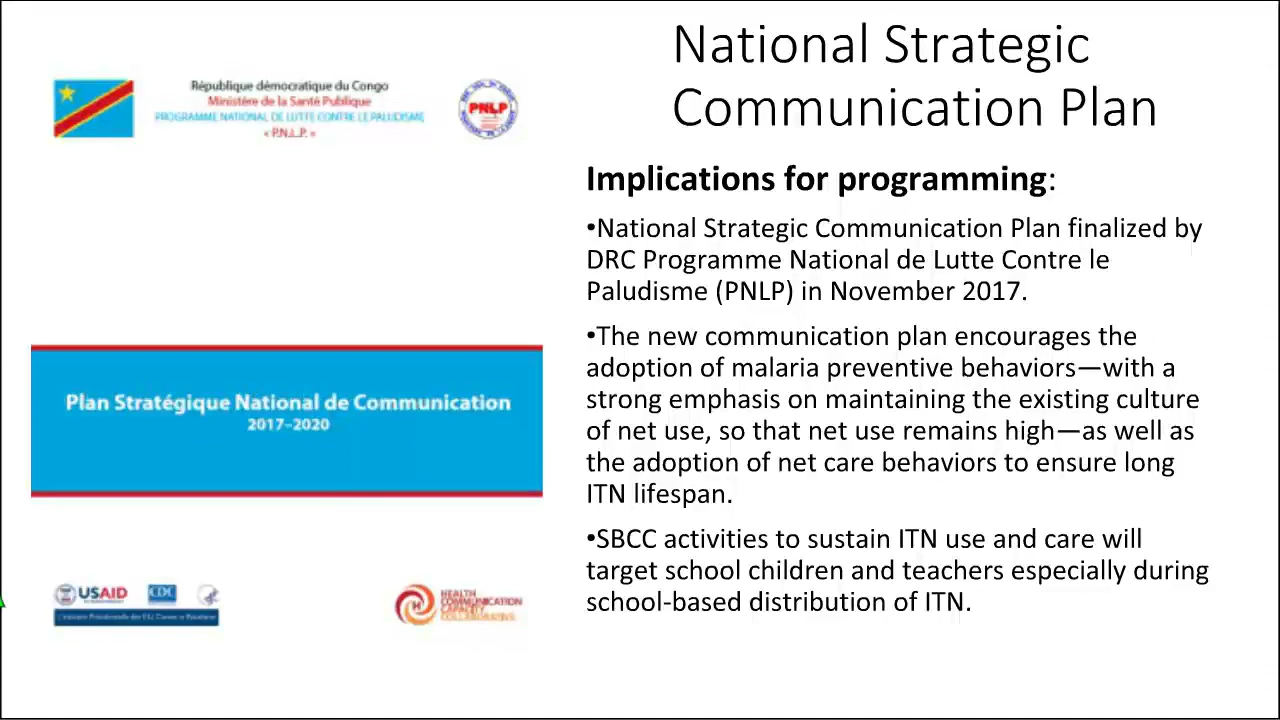 National Strategic
Communication Plan
République démocratique du Congo
Ministère de la Santé Publique
PROGRAMME NATIONAL DE LUTTE CONTRE LE PALUDISME
« P.N.L.P. »
PNLP
Plan Stratégique National de Communication
2017–2020
USAID
CDC
HEALTH
COMMUNICATION
CAPACITY
COLLABORATIVE
Implications for programming:
•National Strategic Communication Plan finalized by
DRC Programme National de Lutte Contre le
Paludisme (PNLP) in November 2017.
•The new communication plan encourages the
adoption of malaria preventive behaviors—with a
strong emphasis on maintaining the existing culture
of net use, so that net use remains high—as well as
the adoption of net care behaviors to ensure long
ITN lifespan.
•SBCC activities to sustain ITN use and care will
target school children and teachers especially during
school-based distribution of ITN.